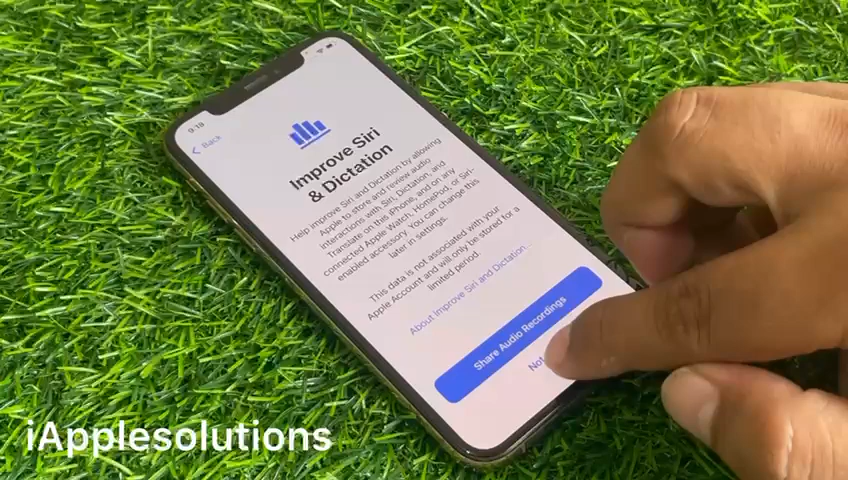 9:18
Back
Improve Siri
& Dictation
Help improve Siri and Dictation by allowing
Apple to store and review audio
interactions with Siri, Dictation, and
Translate on this iPhone, and on any
connected Apple Watch, HomePod, or Siri-
enabled accessory. You can change this
later in settings.
This data is not associated with your
Apple Account and will only be stored for a
limited period.
About Improve Siri and Dictation...
Share Audio Recordings
Not
iApplesolutions